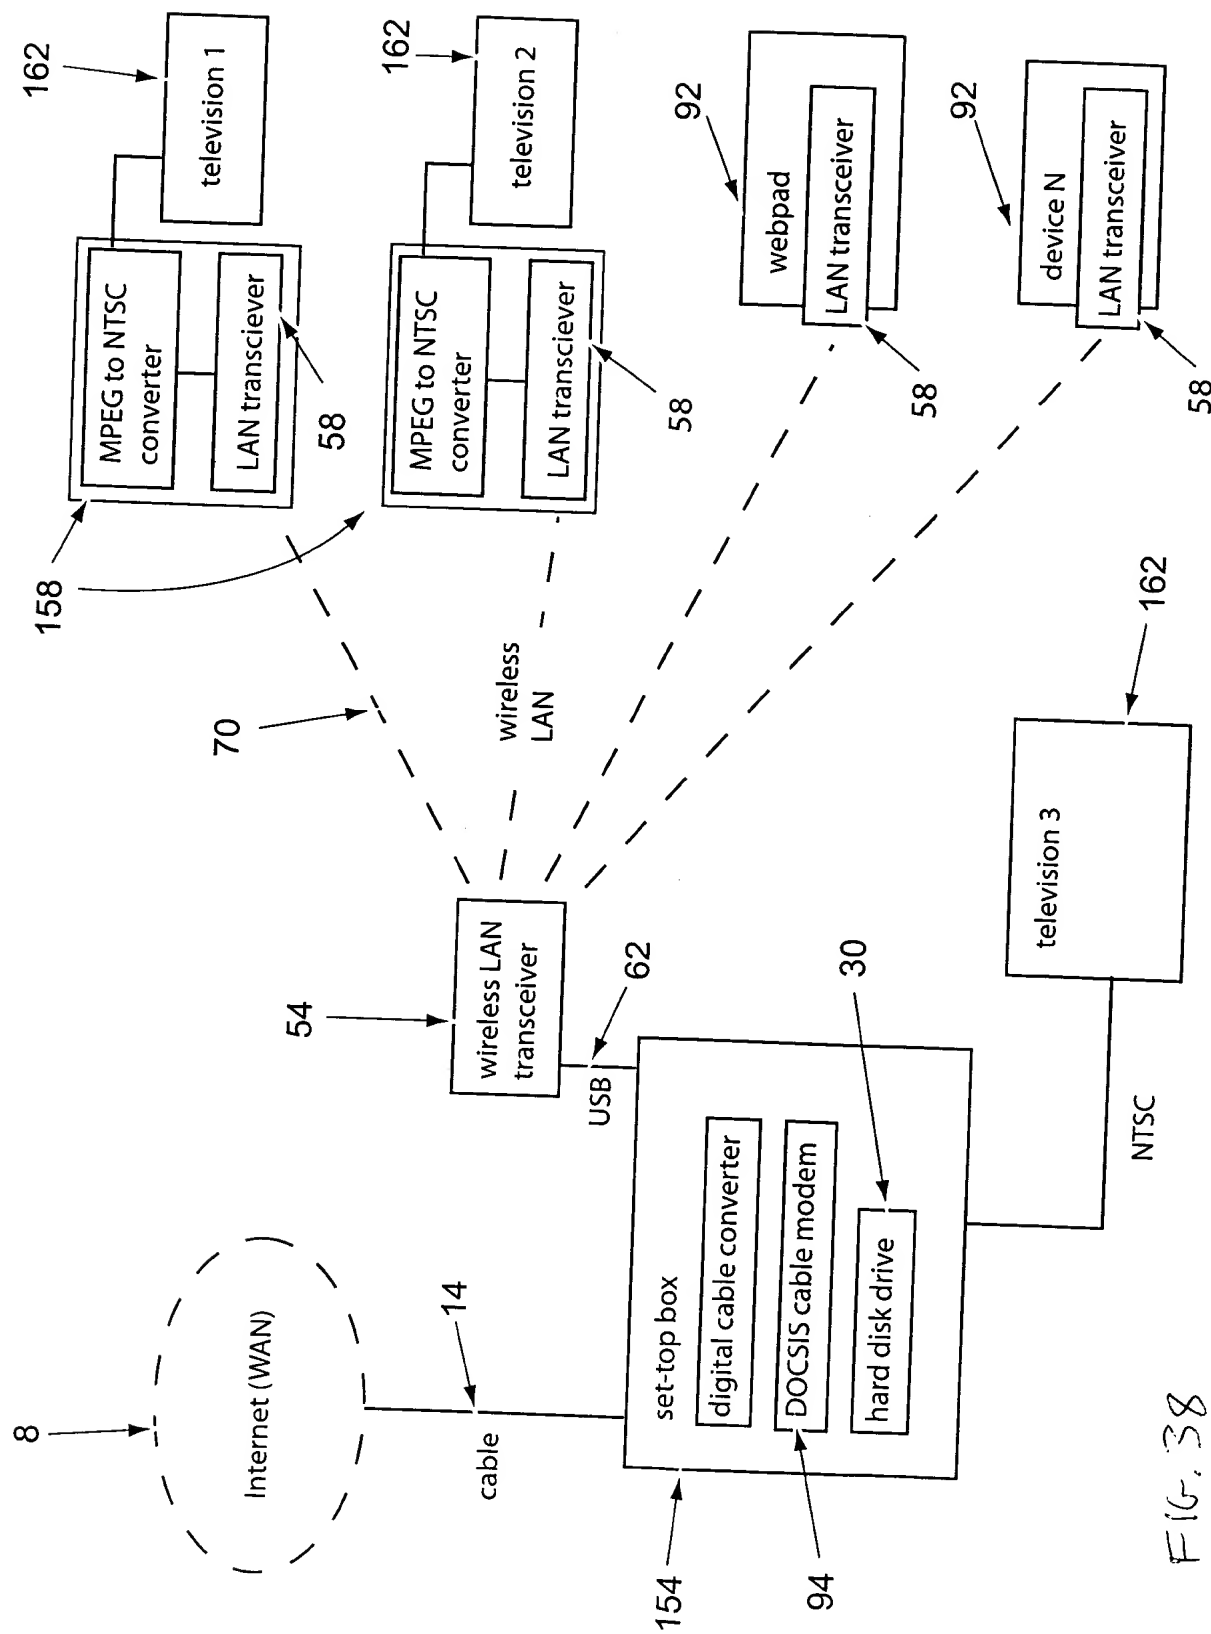 8
Internet (WAN)
cable
14
154
set-top box
digital cable converter
DOCSIS cable modem
94
hard disk drive
30
54
wireless LAN
transceiver
USB
62
NTSC
television 3
162
70
wireless
LAN
158
MPEG to NTSC
converter
LAN transciever
58
162
television 1
MPEG to NTSC
converter
LAN transciever
58
162
television 2
92
webpad
LAN transceiver
58
92
device N
LAN transceiver
58
FIG. 38